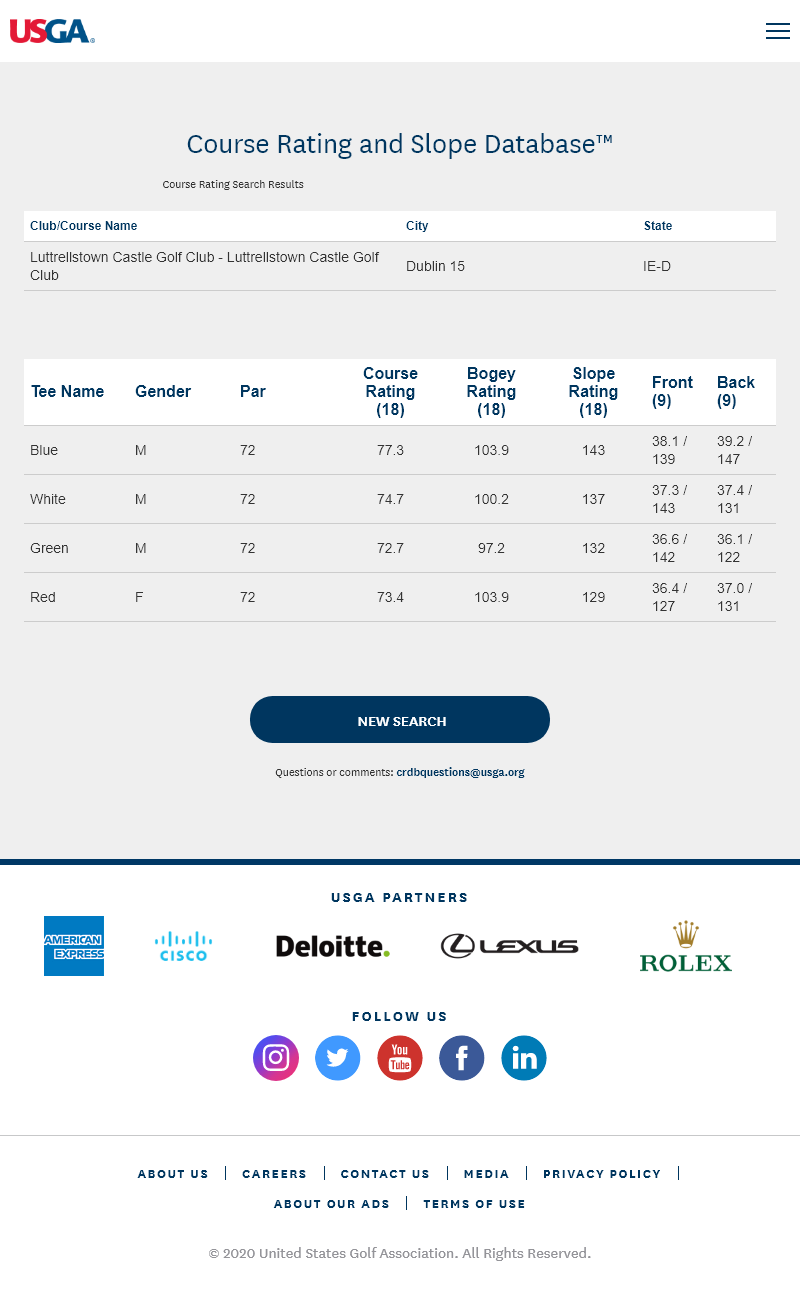 USGA®
Course Rating and Slope Database™
Course Rating Search Results
Club/Course Name City State
Luttrellstown Castle Golf Club - Luttrellstown Castle Golf
Club Dublin 15 IE-D
Tee Name Gender Par Course Rating (18) Bogey Rating (18) Slope Rating (18) Front (9) Back (9)
Blue M 72 77.3 103.9 143 38.1 / 139 39.2 / 147
White M 72 74.7 100.2 137 37.3 / 143 37.4 / 131
Green M 72 72.7 97.2 132 36.6 / 142 36.1 / 122
Red F 72 73.4 103.9 129 36.4 / 127 37.0 / 131
NEW SEARCH
Questions or comments: crdbquestions@usga.org
USGA PARTNERS
AMERICAN
EXPRESS
CISCO
Deloitte.
LEXUS
ROLEX
FOLLOW US
You
Tube
f
in
ABOUT US | CAREERS | CONTACT US | MEDIA | PRIVACY POLICY |
ABOUT OUR ADS | TERMS OF USE
© 2020 United States Golf Association. All Rights Reserved.